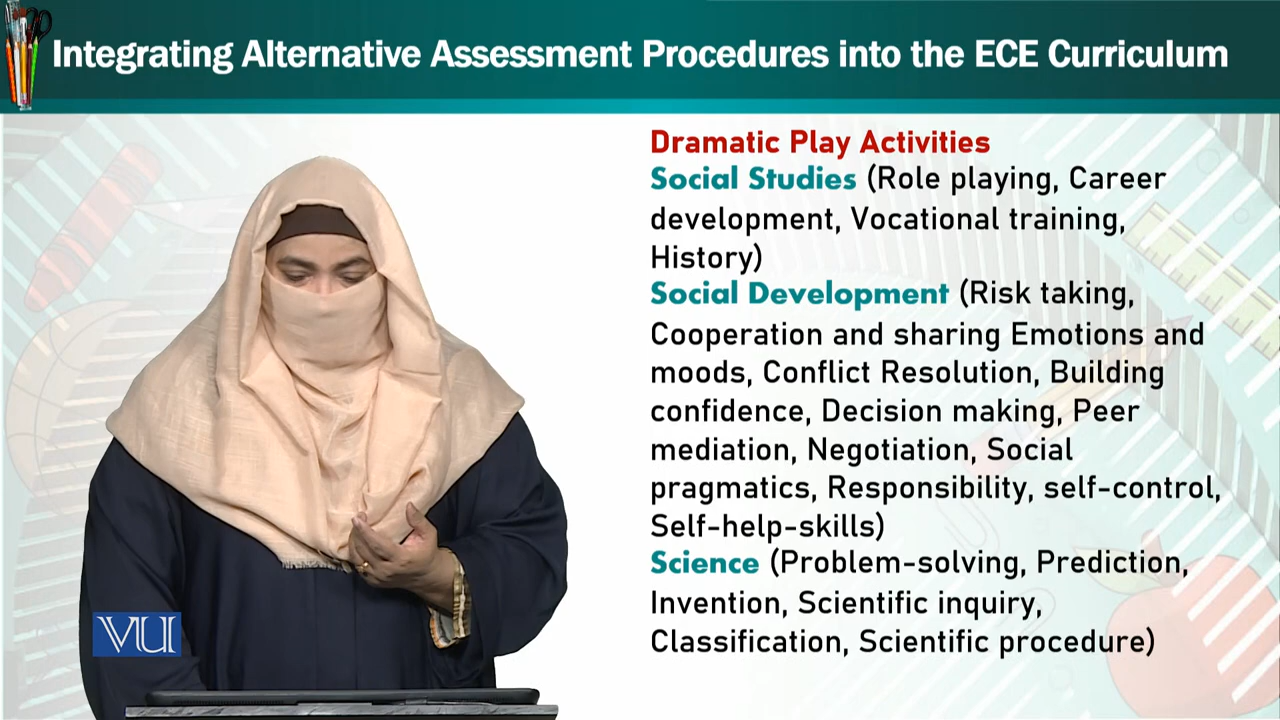 Integrating Alternative Assessment Procedures into the ECE Curriculum
Dramatic Play Activities
Social Studies (Role playing, Career
development, Vocational training,
History)
Social Development (Risk taking,
Cooperation and sharing Emotions and
moods, Conflict Resolution, Building
confidence, Decision making, Peer
mediation, Negotiation, Social
pragmatics, Responsibility, self-control,
Self-help-skills)
Science (Problem-solving, Prediction,
Invention, Scientific inquiry,
Classification, Scientific procedure)
VU